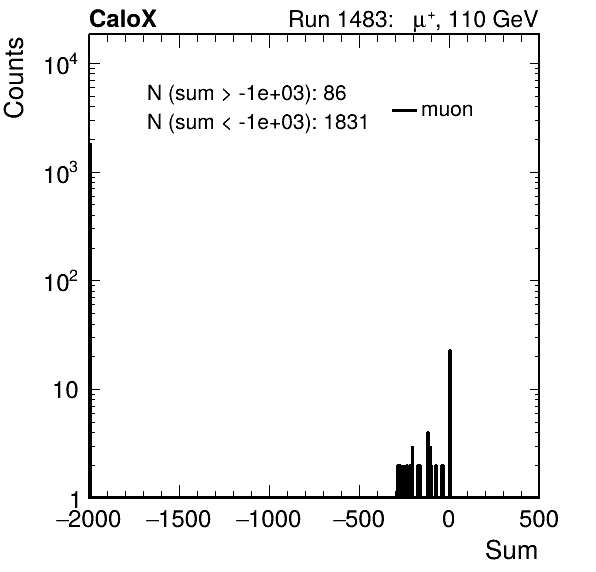 CaloX Run 1483: μ⁺, 110 GeV
Counts
10⁴
N (sum > -1e+03): 86
N (sum < -1e+03): 1831
muon
10³
10²
10
1
−2000 −1500 −1000 −500 0 500
Sum